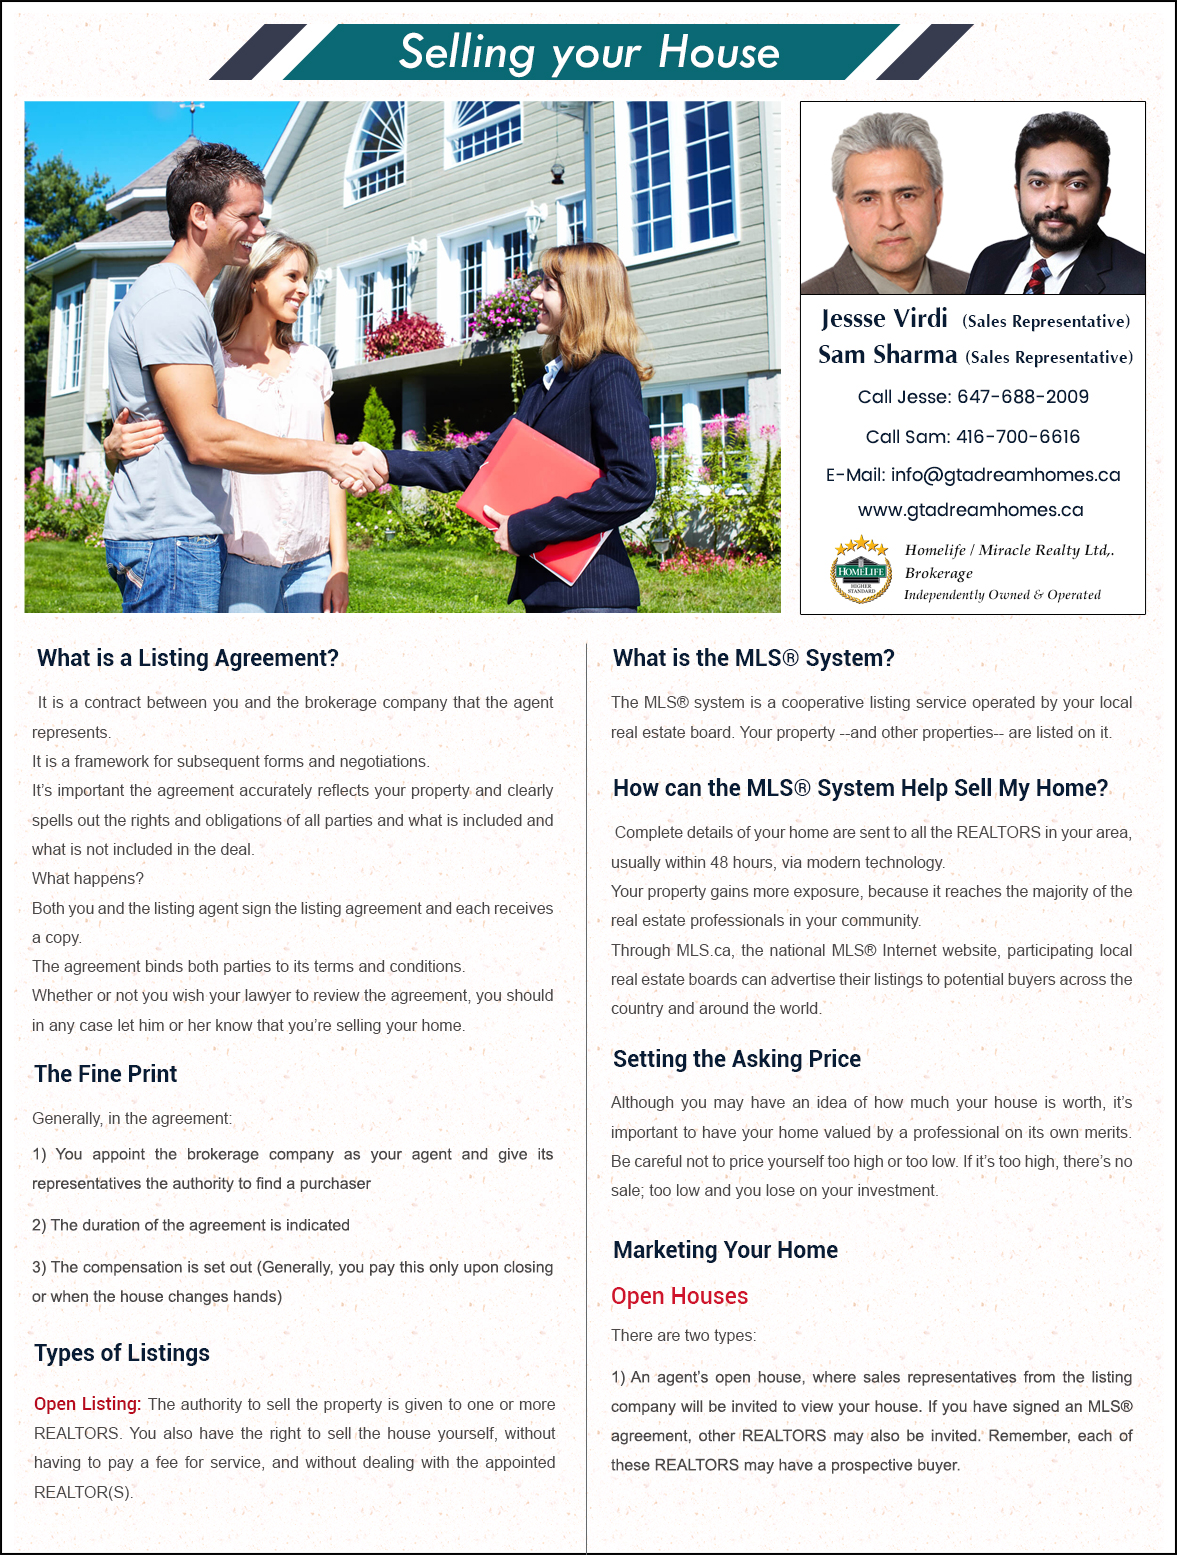 Selling your House
Jessse Virdi (Sales Representative)
Sam Sharma (Sales Representative)
Call Jesse: 647-688-2009
Call Sam: 416-700-6616
E-Mail: info@gtadreamhomes.ca
www.gtadreamhomes.ca
HOMELIFE
HIGHER
STANDARD
Homelife / Miracle Realty Ltd,.
Brokerage
Independently Owned & Operated
What is a Listing Agreement?
It is a contract between you and the brokerage company that the agent
represents.
It is a framework for subsequent forms and negotiations.
It’s important the agreement accurately reflects your property and clearly
spells out the rights and obligations of all parties and what is included and
what is not included in the deal.
What happens?
Both you and the listing agent sign the listing agreement and each receives
a copy.
The agreement binds both parties to its terms and conditions.
Whether or not you wish your lawyer to review the agreement, you should
in any case let him or her know that you’re selling your home.
The Fine Print
Generally, in the agreement:
1) You appoint the brokerage company as your agent and give its
representatives the authority to find a purchaser
2) The duration of the agreement is indicated
3) The compensation is set out (Generally, you pay this only upon closing
or when the house changes hands)
Types of Listings
Open Listing: The authority to sell the property is given to one or more
REALTORS. You also have the right to sell the house yourself, without
having to pay a fee for service, and without dealing with the appointed
REALTOR(S).
What is the MLS® System?
The MLS® system is a cooperative listing service operated by your local
real estate board. Your property --and other properties-- are listed on it.
How can the MLS® System Help Sell My Home?
Complete details of your home are sent to all the REALTORS in your area,
usually within 48 hours, via modern technology.
Your property gains more exposure, because it reaches the majority of the
real estate professionals in your community.
Through MLS.ca, the national MLS® Internet website, participating local
real estate boards can advertise their listings to potential buyers across the
country and around the world.
Setting the Asking Price
Although you may have an idea of how much your house is worth, it’s
important to have your home valued by a professional on its own merits.
Be careful not to price yourself too high or too low. If it’s too high, there’s no
sale; too low and you lose on your investment.
Marketing Your Home
Open Houses
There are two types:
1) An agent’s open house, where sales representatives from the listing
company will be invited to view your house. If you have signed an MLS®
agreement, other REALTORS may also be invited. Remember, each of
these REALTORS may have a prospective buyer.